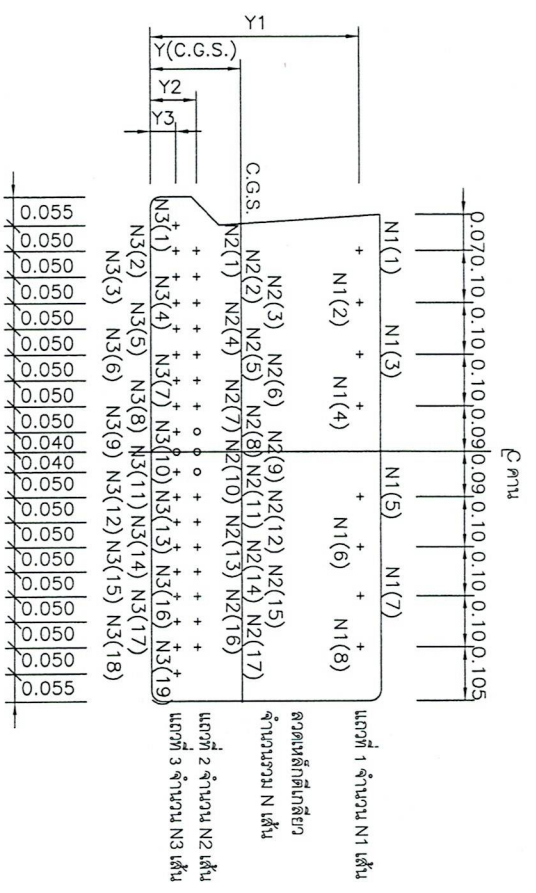 Y1
Y(C.G.S.)
Y2
Y3
C.G.S.
0.070 0.10 0.10 0.10 0.09 0.09 0.10 0.10 0.10 0.105
C คาน
N1(1) N1(3) N1(5) N1(7)
N1(2) N1(4) N1(6) N1(8)
N2(3) N2(6) N2(9) N2(12) N2(15)
N2(2) N2(5) N2(8) N2(11) N2(14) N2(17)
N2(1) N2(4) N2(7) N2(10) N2(13) N2(16)
N3(1) N3(4) N3(7) N3(10) N3(13) N3(16) N3(19)
N3(2) N3(5) N3(8) N3(11) N3(14) N3(17)
N3(3) N3(6) N3(9) N3(12) N3(15) N3(18)
0.055 0.050 0.050 0.050 0.050 0.050 0.050 0.050 0.050 0.040 0.040 0.050 0.050 0.050 0.050 0.050 0.050 0.050 0.050 0.055
แถวที่ 1 จำนวน N1 เส้น
ลวดเหล็กตีเกลียว
จำนวนรวม N เส้น
แถวที่ 2 จำนวน N2 เส้น
แถวที่ 3 จำนวน N3 เส้น